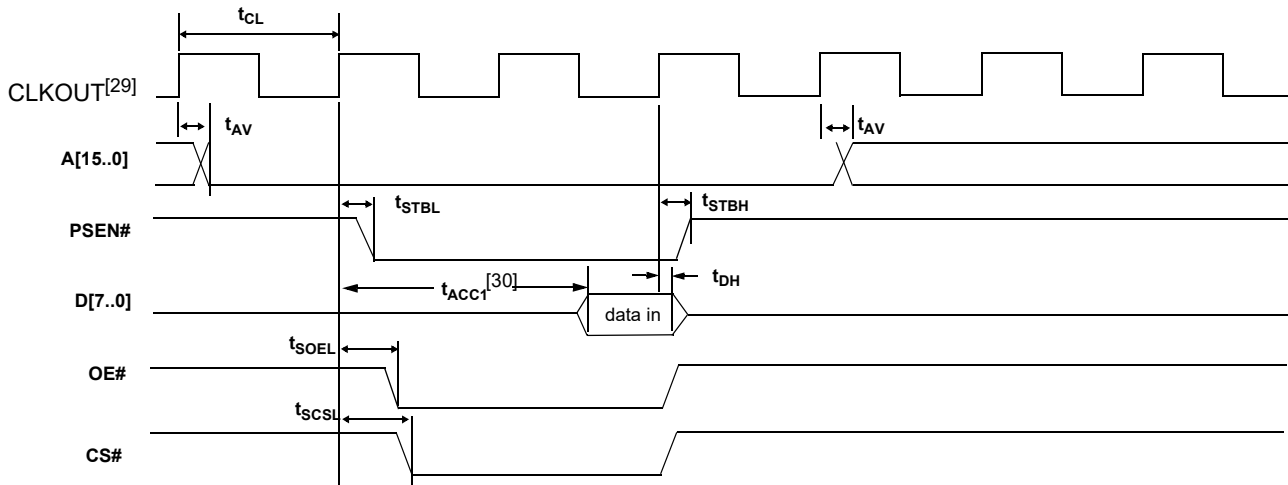 tCL
CLKOUT[29]
tAV
tAV
A[15..0]
tSTBL
tSTBH
PSEN#
tDH
tACC1[30]
D[7..0]
data in
tSOEL
OE#
tSCSL
CS#